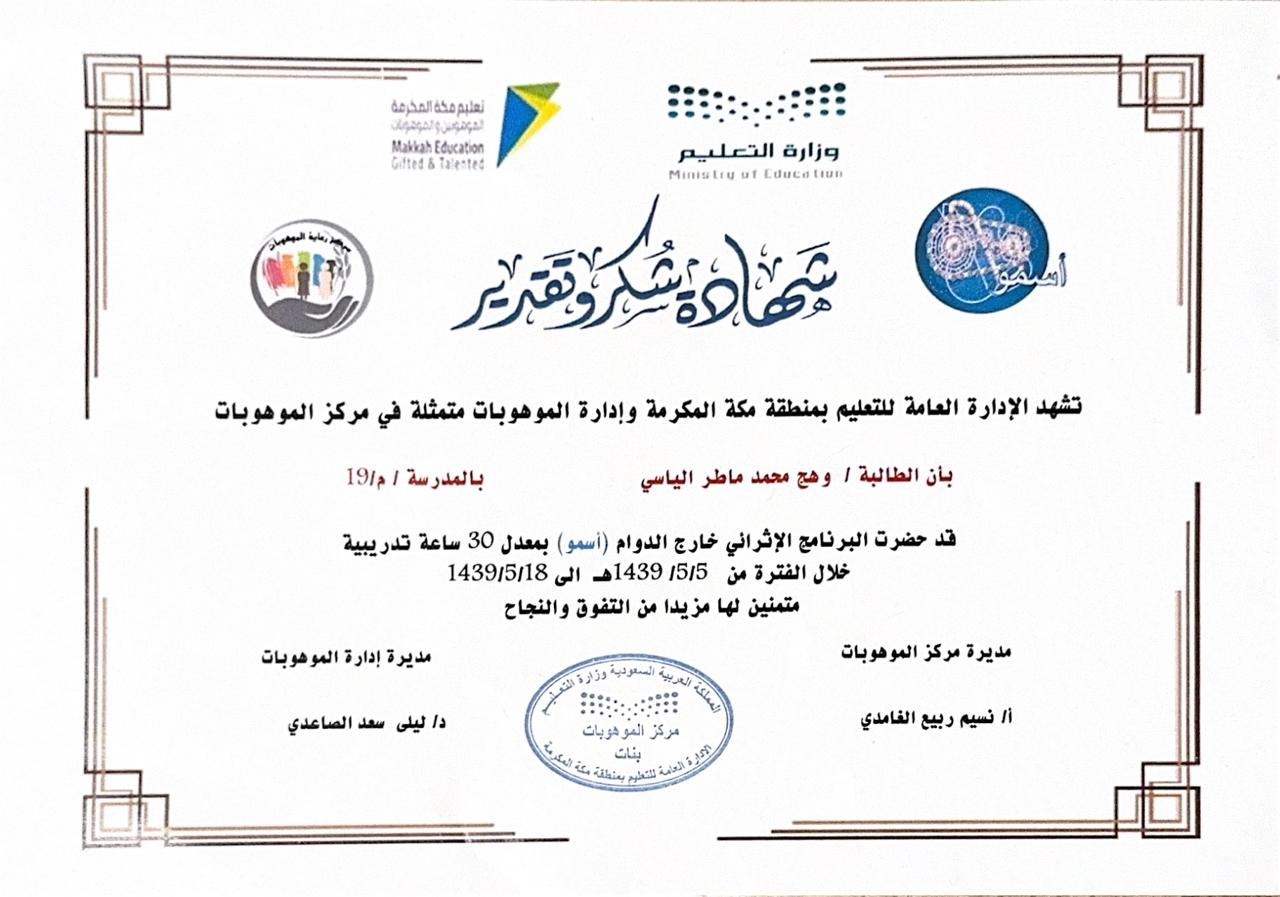 وزارة التعليم
Ministry of Education
تعليم مكة المكرمة
الموهوبين والموهوبات
Makkah Education
Gifted & Talented
أسمو
مركز رعاية الموهوبات
شهادة شكر وتقدير
تشهد الإدارة العامة للتعليم بمنطقة مكة المكرمة وإدارة الموهوبات متمثلة في مركز الموهوبات
بأن الطالبة / وهج محمد ماطر الياسي بالمدرسة / م/19
قد حضرت البرنامج الإثرائي خارج الدوام (أسمو) بمعدل 30 ساعة تدريبية
خلال الفترة من 5/5/ 1439هـ الى 1439/5/18
متمنين لها مزيدا من التفوق والنجاح
مديرة مركز الموهوبات
مديرة إدارة الموهوبات
أ/ نسيم ربيع الغامدي
د/ ليلى سعد الصاعدي
المملكة العربية السعودية وزارة التعليم
مركز الموهوبات
بنات
الإدارة العامة للتعليم بمنطقة مكة المكرمة